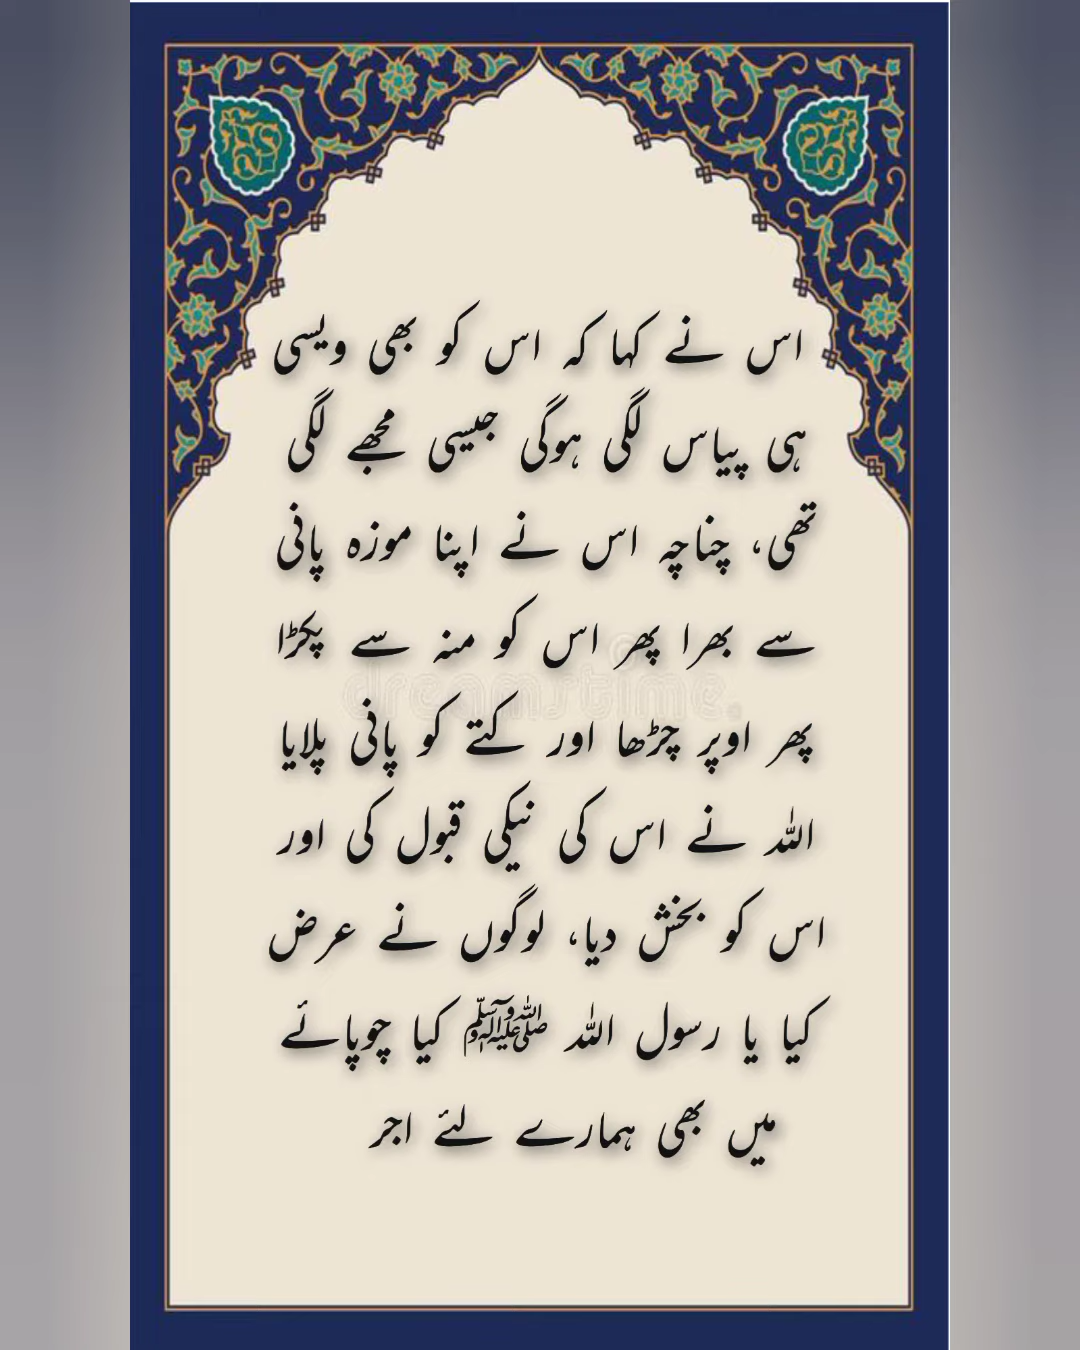 اس نے کہا کہ اس کو بھی ویسی
ہی پیاس لگی ہوگی جیسی مجھے لگی
تھی، چناچہ اس نے اپنا موزہ پانی
سے بھرا پھر اس کو منہ سے پکڑا
dreamstime.
پھر اوپر چڑھا اور کتے کو پانی پلایا
اللہ نے اس کی نیکی قبول کی اور
اس کو بخش دیا، لوگوں نے عرض
کیا یا رسول اللہ ﷺ کیا چوپائے
میں بھی ہمارے لئے اجر